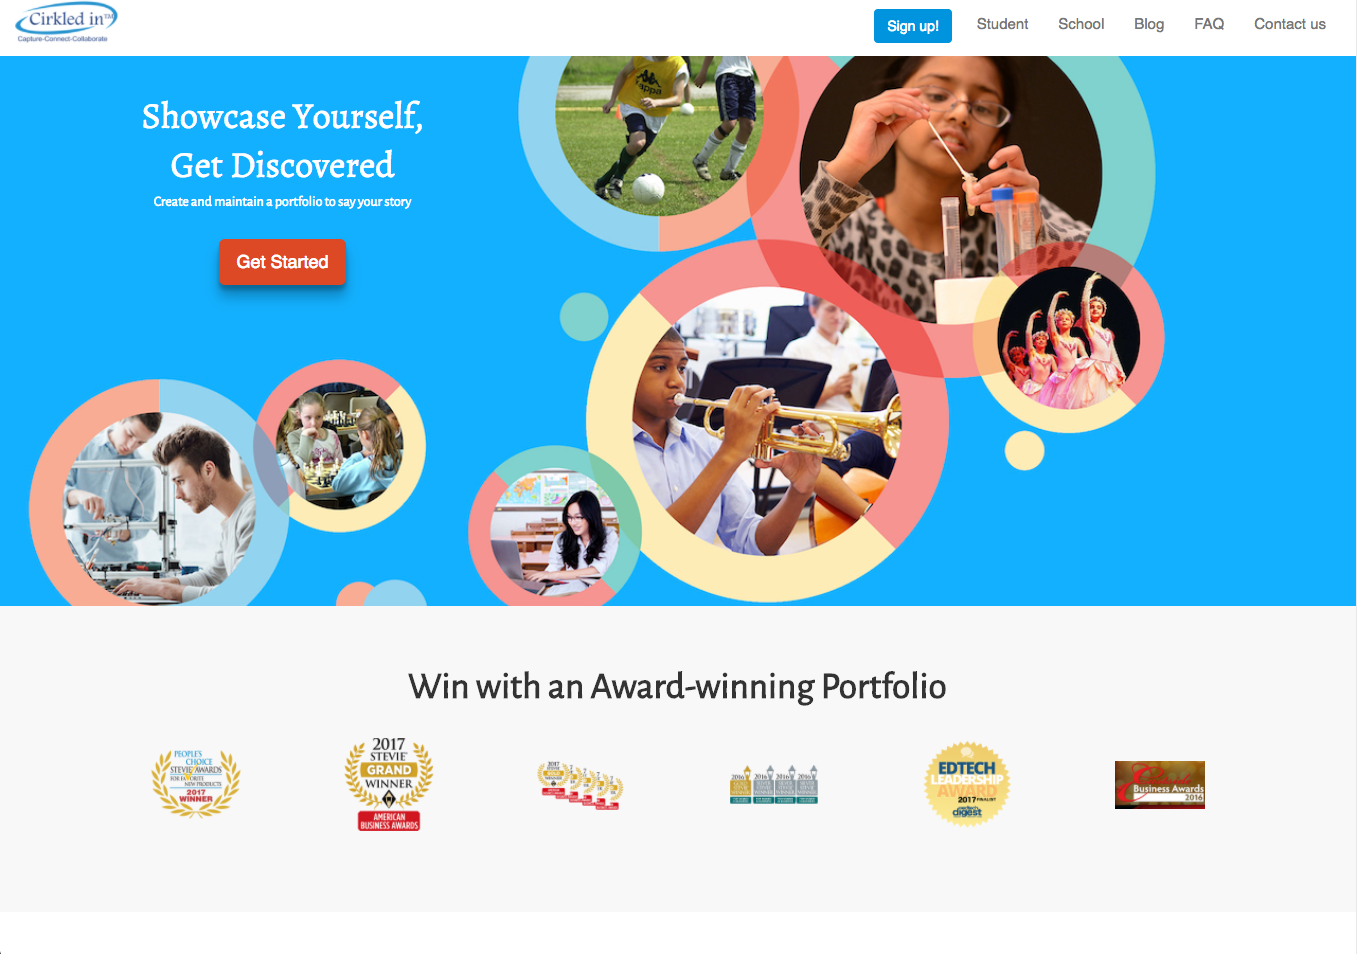 Cirkled in™
Capture-Connect-Collaborate
Sign up!
Student
School
Blog
FAQ
Contact us
Showcase Yourself,
Get Discovered
Create and maintain a portfolio to say your story
Get Started
kappa
Win with an Award-winning Portfolio
PEOPLE'S
CHOICE
STEVIE AWARDS
FOR FAVORITE
NEW PRODUCTS
2017
WINNER
2017
STEVIE®
GRAND
WINNER
AMERICAN
BUSINESS AWARDS
2016 2016 2016 2016
EDTECH
LEADERSHIP
AWARD
2017 FINALIST
edtech
digest
Business Awards
2016